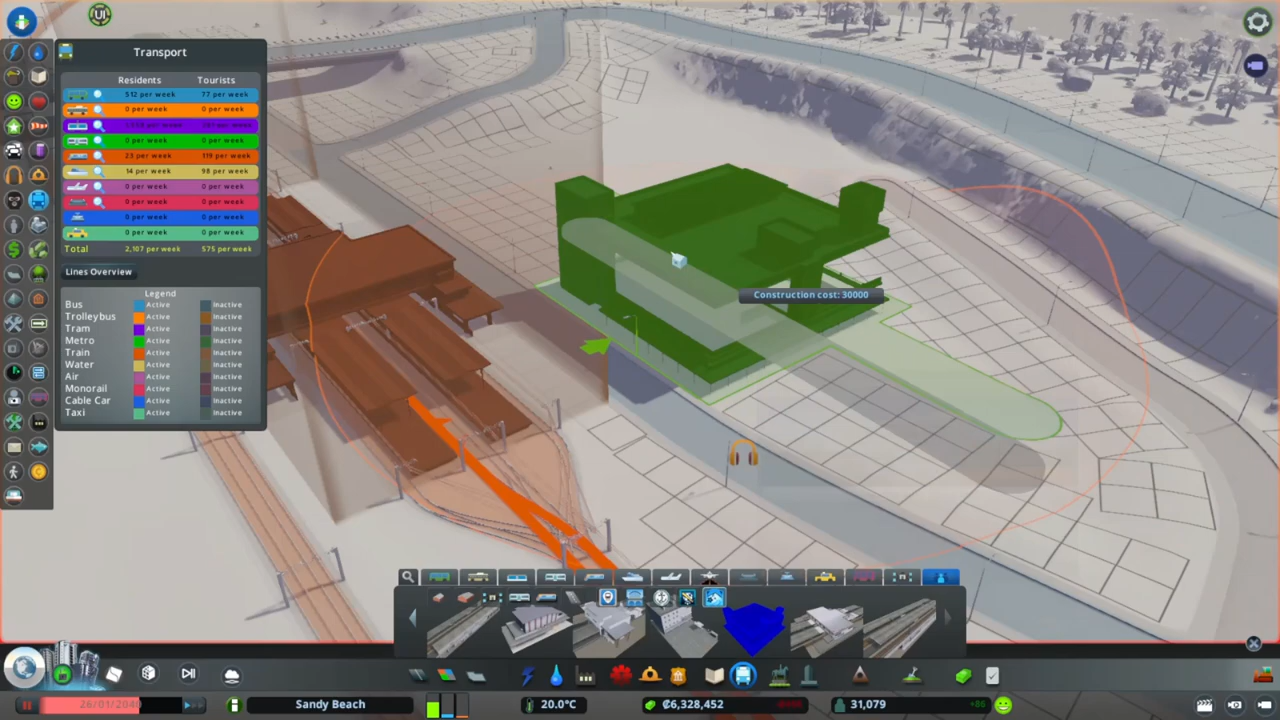 UI
Transport
Residents Tourists
512 per week 77 per week
0 per week 0 per week
0 per week 0 per week
23 per week 119 per week
14 per week 98 per week
0 per week 0 per week
0 per week 0 per week
0 per week 0 per week
0 per week 0 per week
Total 2,107 per week 575 per week
Lines Overview
Legend
Bus Active Inactive
Trolleybus Active Inactive
Tram Active Inactive
Metro Active Inactive
Train Active Inactive
Water Active Inactive
Air Active Inactive
Monorail Active Inactive
Cable Car Active Inactive
Taxi Active Inactive
Construction cost: 30000
Sandy Beach
20.0°C
₡6,328,452
31,079
+86